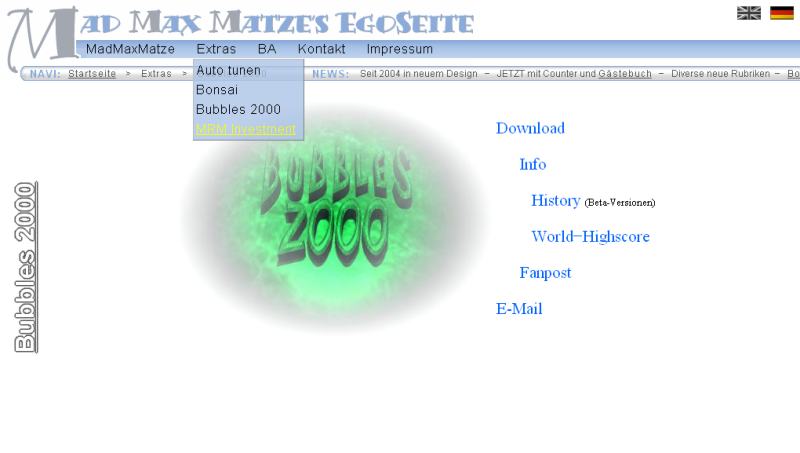 MAD MAX MATZE'S EGOSEITE
MadMaxMatze Extras BA Kontakt Impressum
NAVI: Startseite > Extras > NEWS: Seit 2004 in neuem Design – JETZT mit Counter und Gästebuch – Diverse neue Rubriken – Bo
Auto tunen
Bonsai
Bubbles 2000
MRM Investment
BUBBLES
2000
Bubbles 2000
Download
Info
History (Beta-Versionen)
World-Highscore
Fanpost
E-Mail